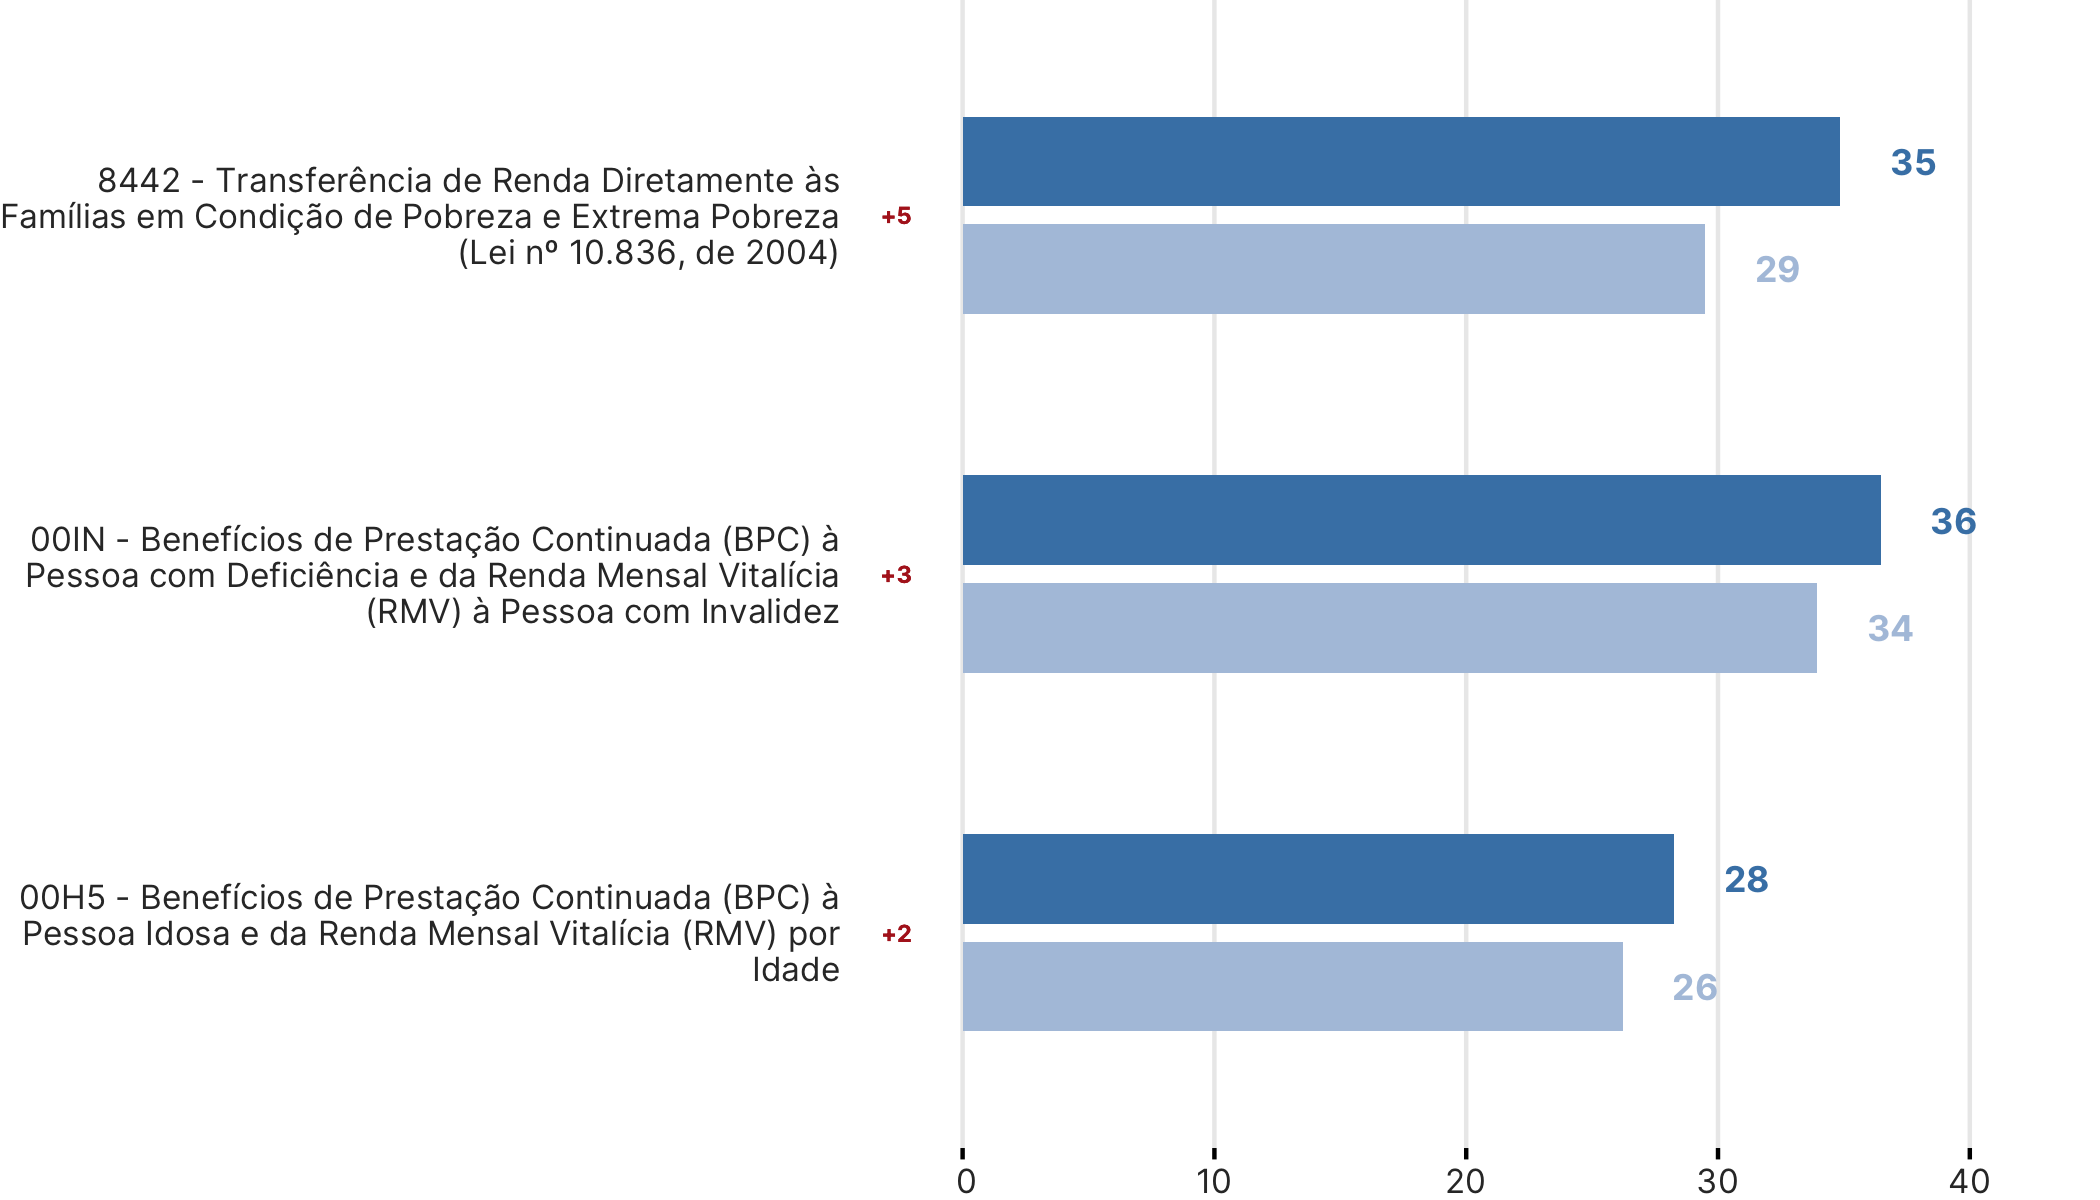 8442 - Transferência de Renda Diretamente às
Famílias em Condição de Pobreza e Extrema Pobreza
(Lei nº 10.836, de 2004)
+5
35
29
00IN - Benefícios de Prestação Continuada (BPC) à
Pessoa com Deficiência e da Renda Mensal Vitalícia
(RMV) à Pessoa com Invalidez
+3
36
34
00H5 - Benefícios de Prestação Continuada (BPC) à
Pessoa Idosa e da Renda Mensal Vitalícia (RMV) por
Idade
+2
28
26
0 10 20 30 40